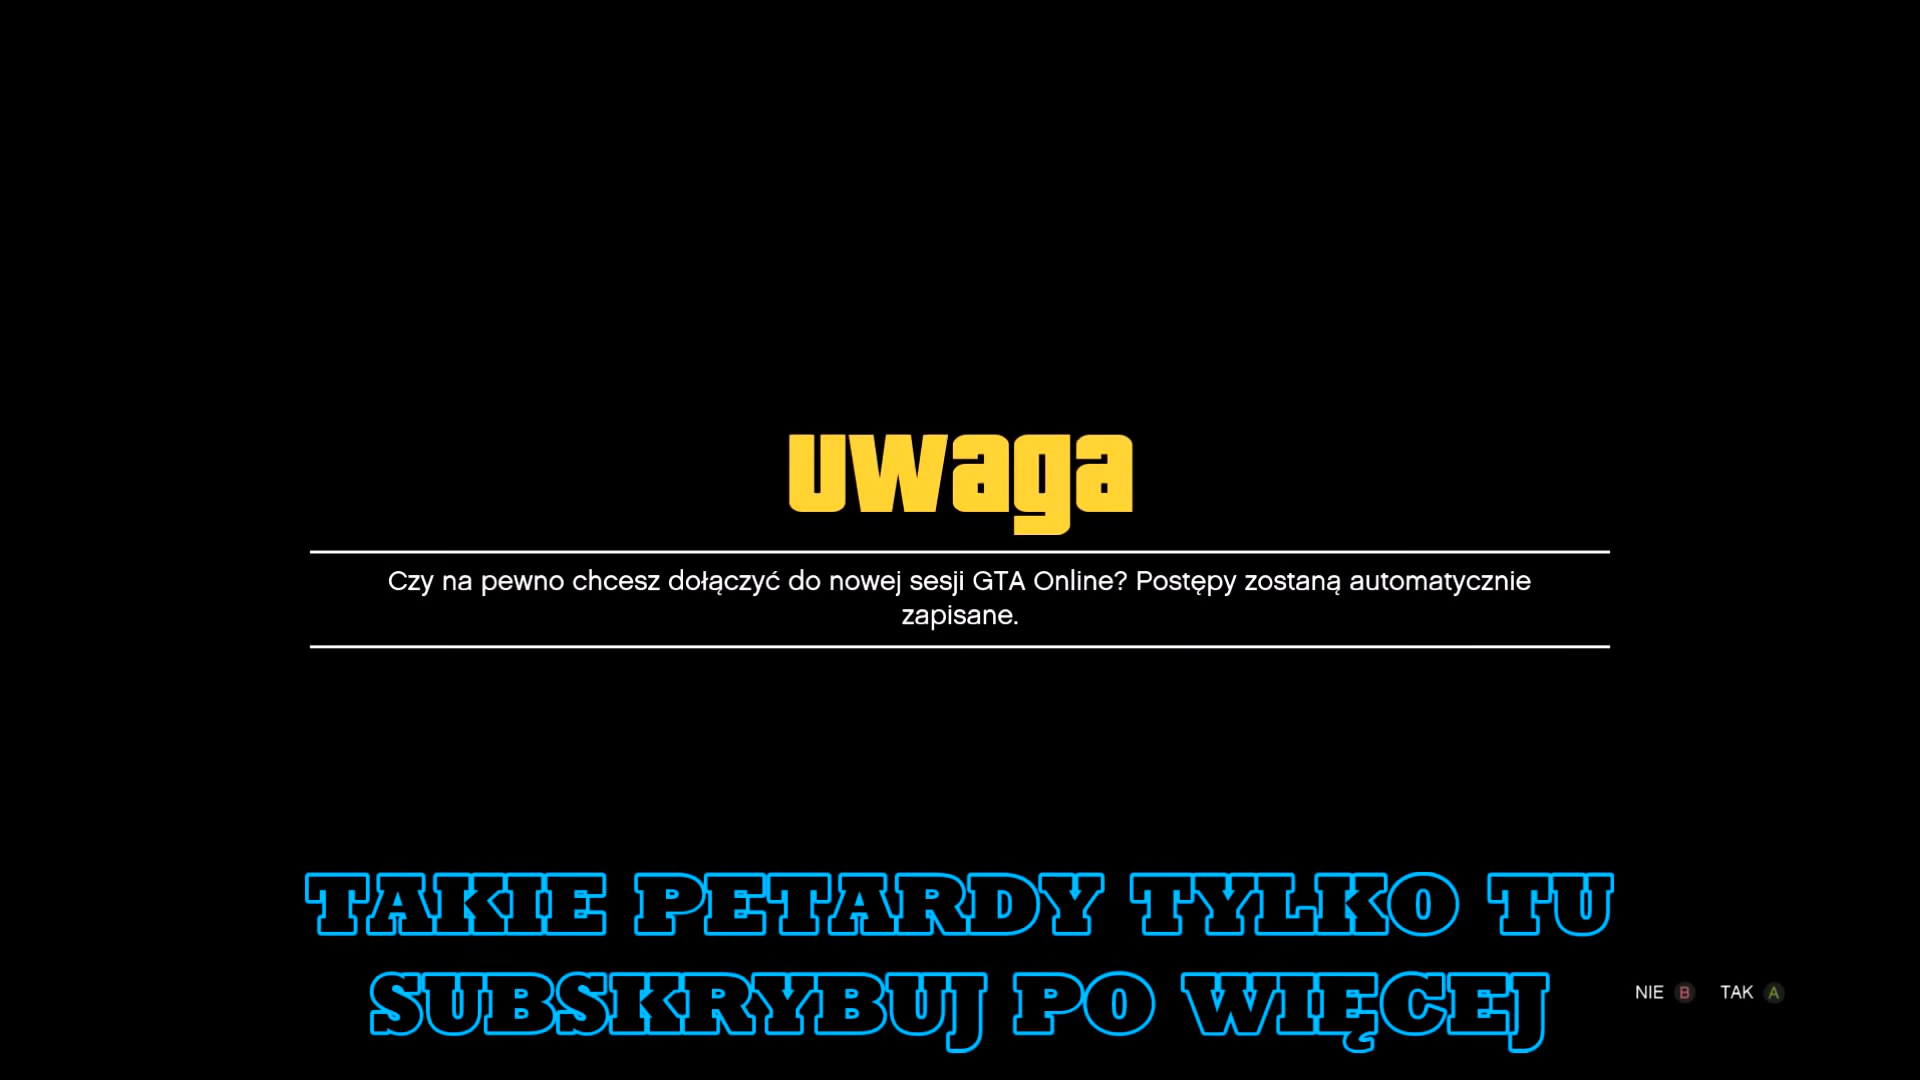 uwaga
Czy na pewno chcesz dołączyć do nowej sesji GTA Online? Postępy zostaną automatycznie
zapisane.
TAKIE PETARDY TYLKO TU
SUBSKRYBUJ PO WIĘCEJ
NIE B TAK A